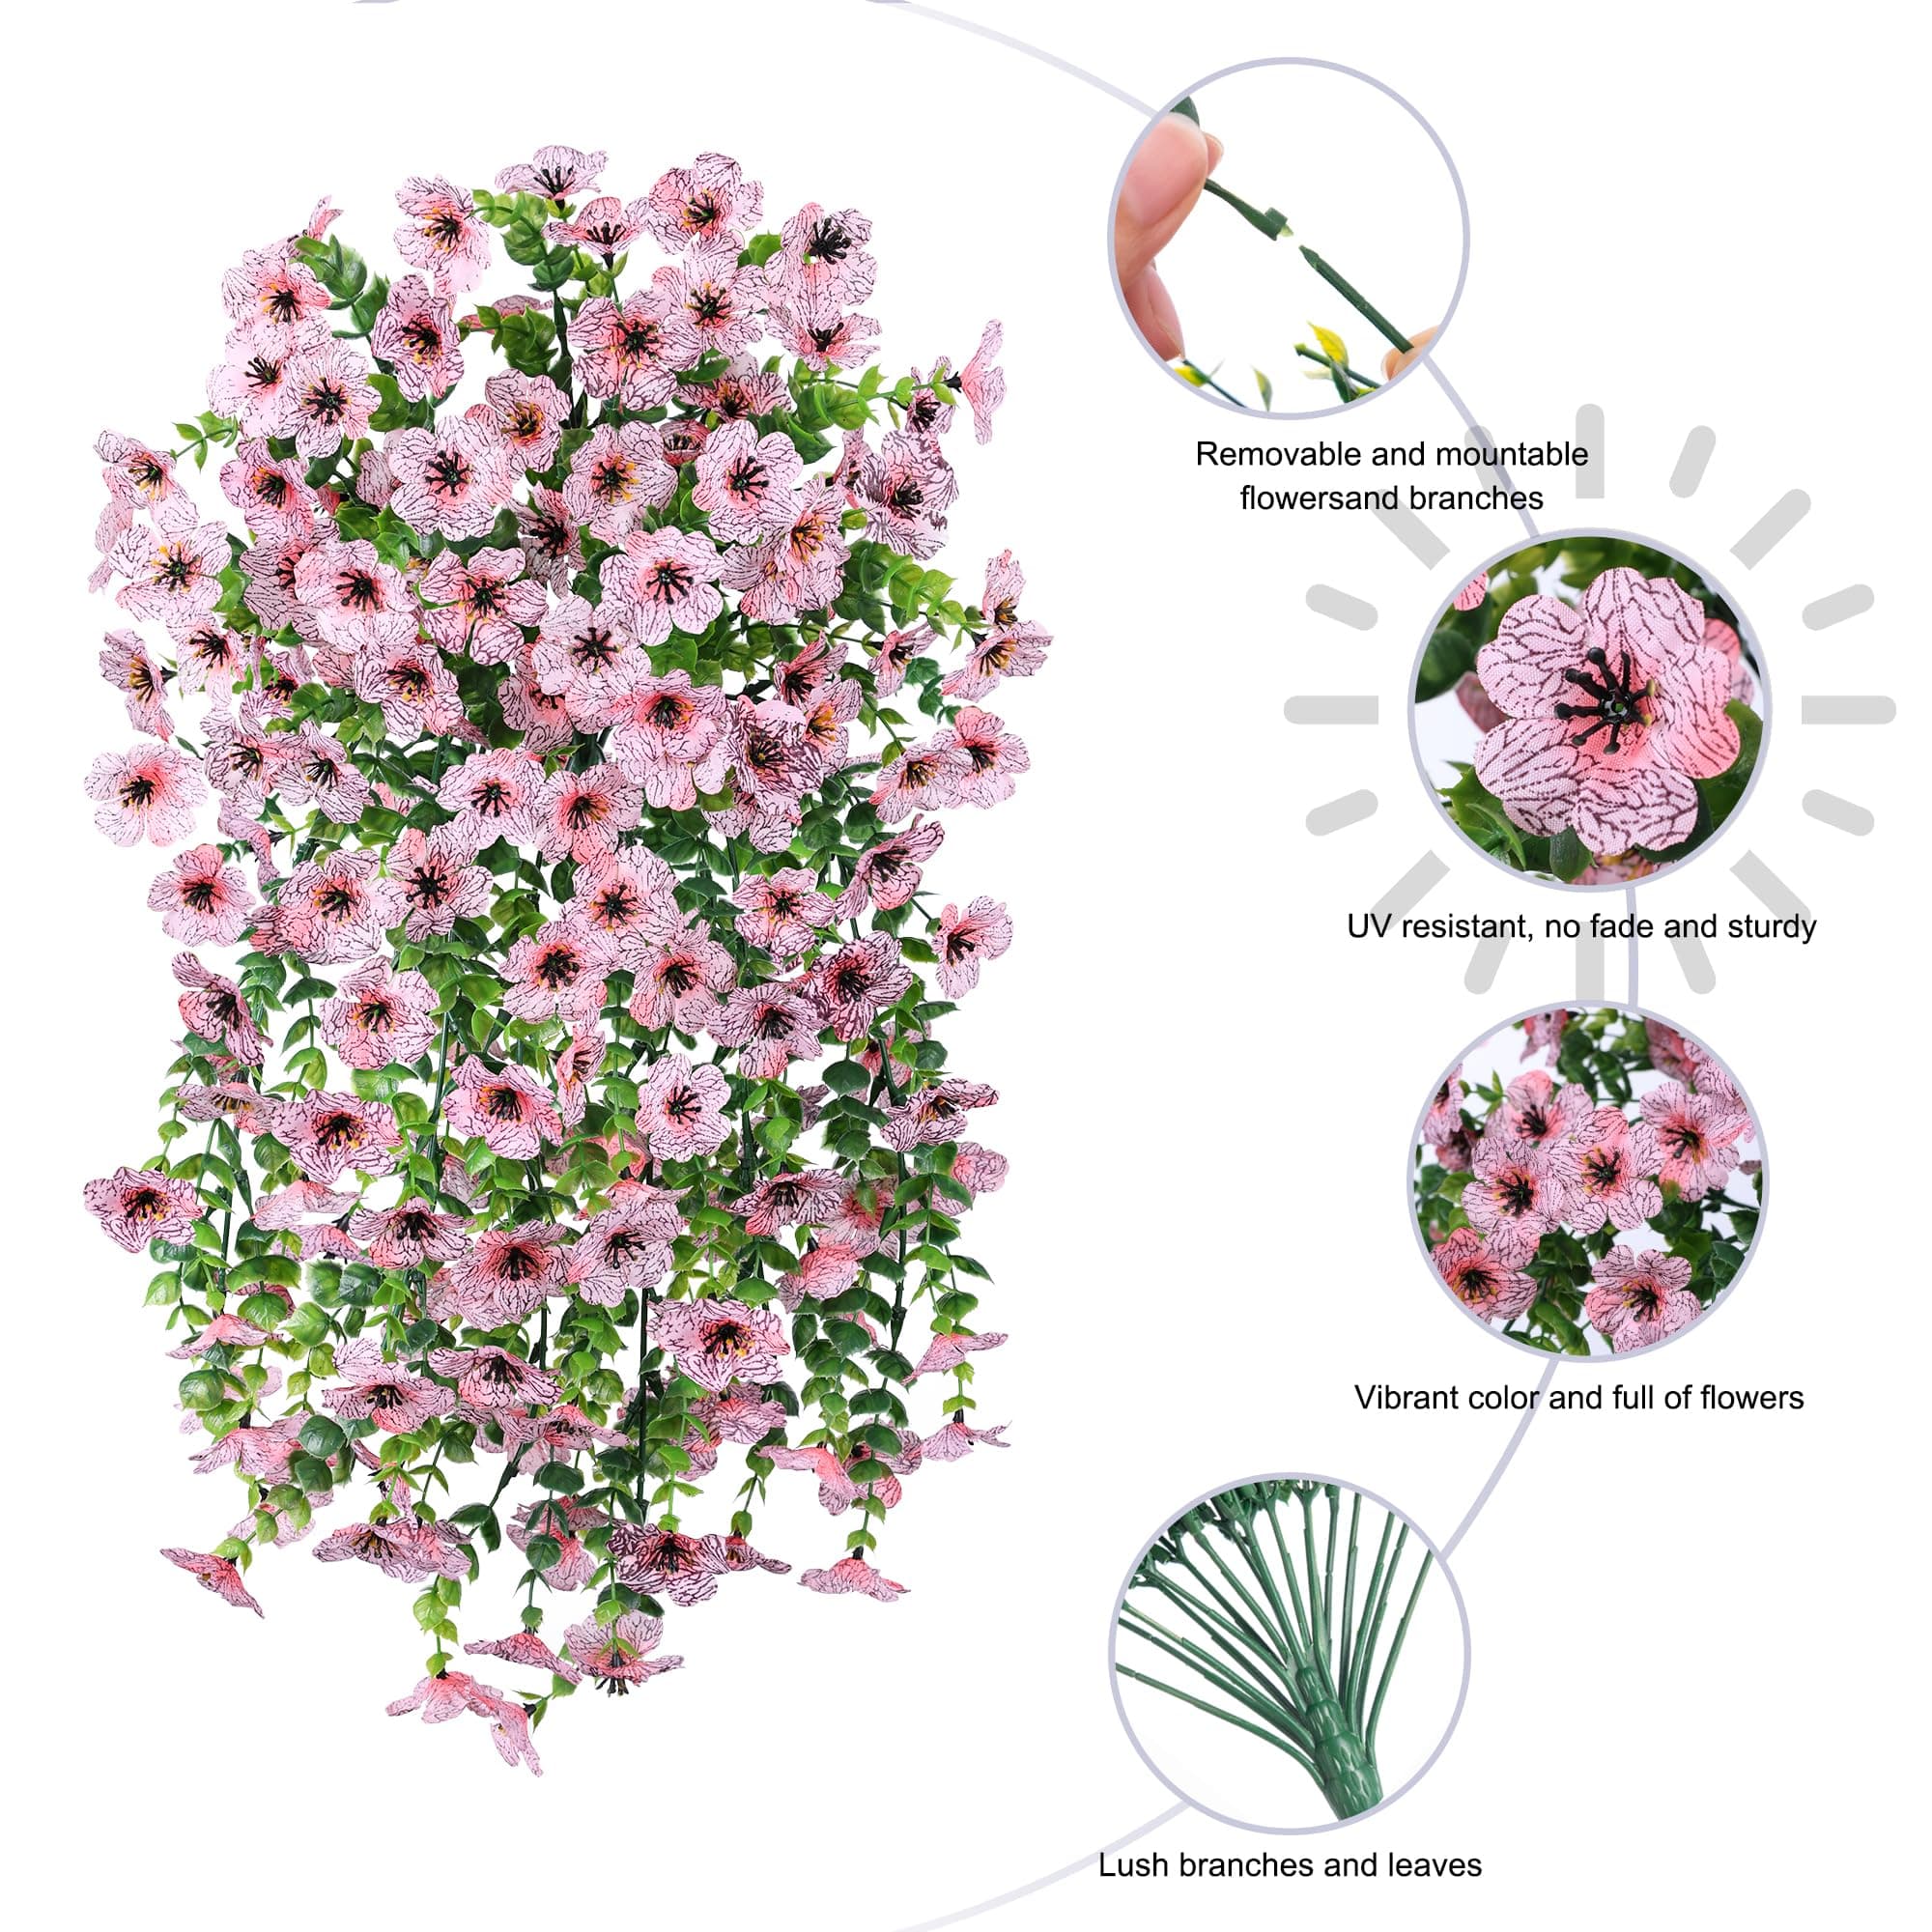 Removable and mountable
flowersand branches
UV resistant, no fade and sturdy
Vibrant color and full of flowers
Lush branches and leaves